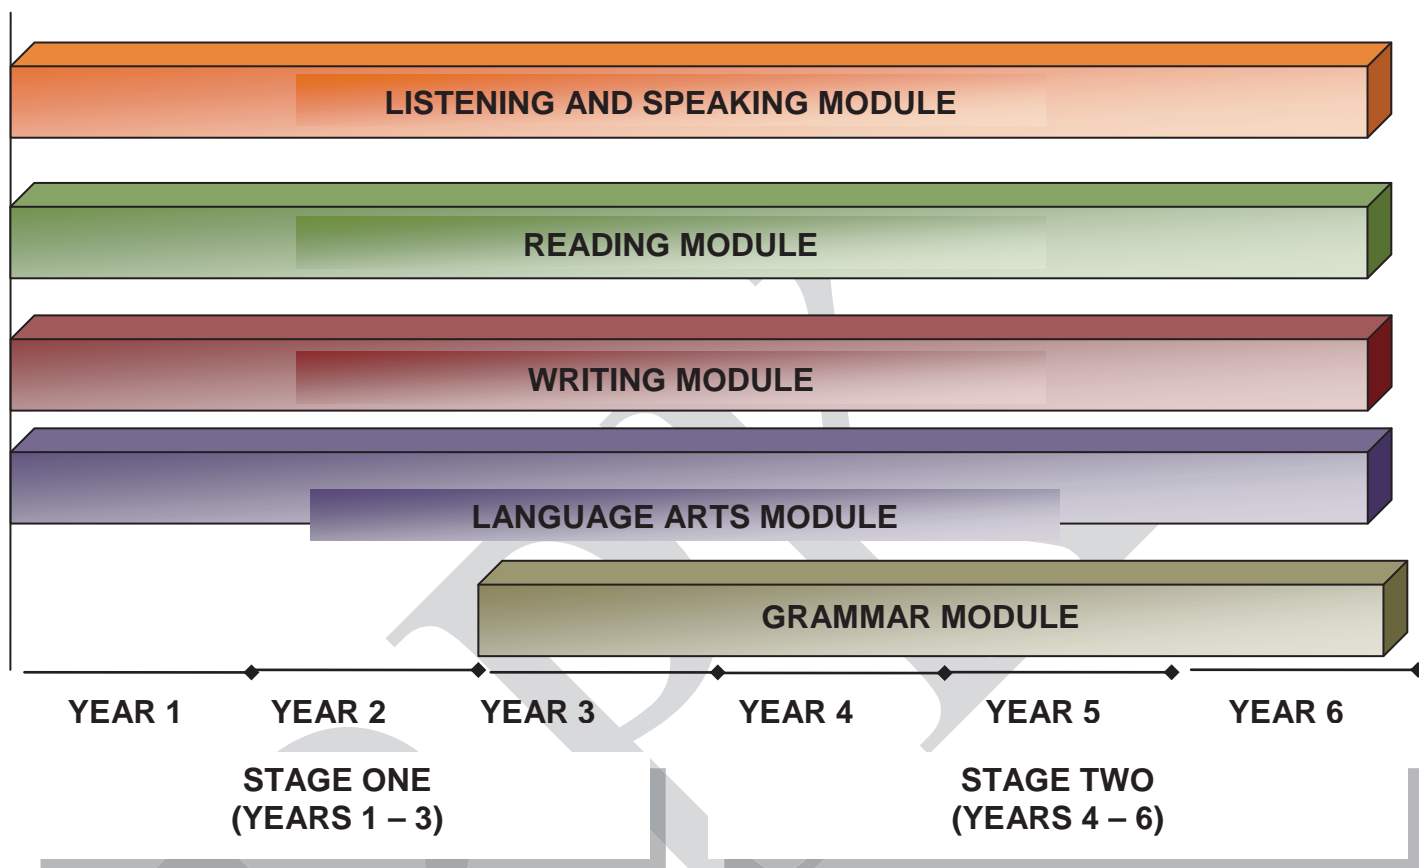 LISTENING AND SPEAKING MODULE
READING MODULE
WRITING MODULE
LANGUAGE ARTS MODULE
GRAMMAR MODULE
YEAR 1 YEAR 2 YEAR 3 YEAR 4 YEAR 5 YEAR 6
STAGE ONE
(YEARS 1 – 3)
STAGE TWO
(YEARS 4 – 6)